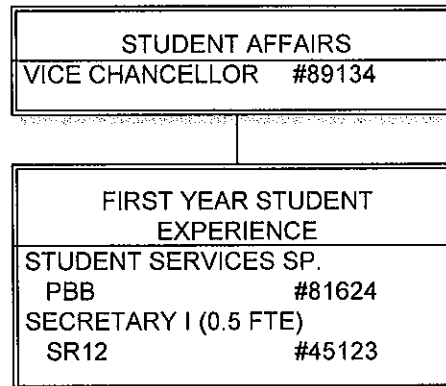 STUDENT AFFAIRS
VICE CHANCELLOR #89134
FIRST YEAR STUDENT
EXPERIENCE
STUDENT SERVICES SP.
PBB #81624
SECRETARY I (0.5 FTE)
SR12 #45123